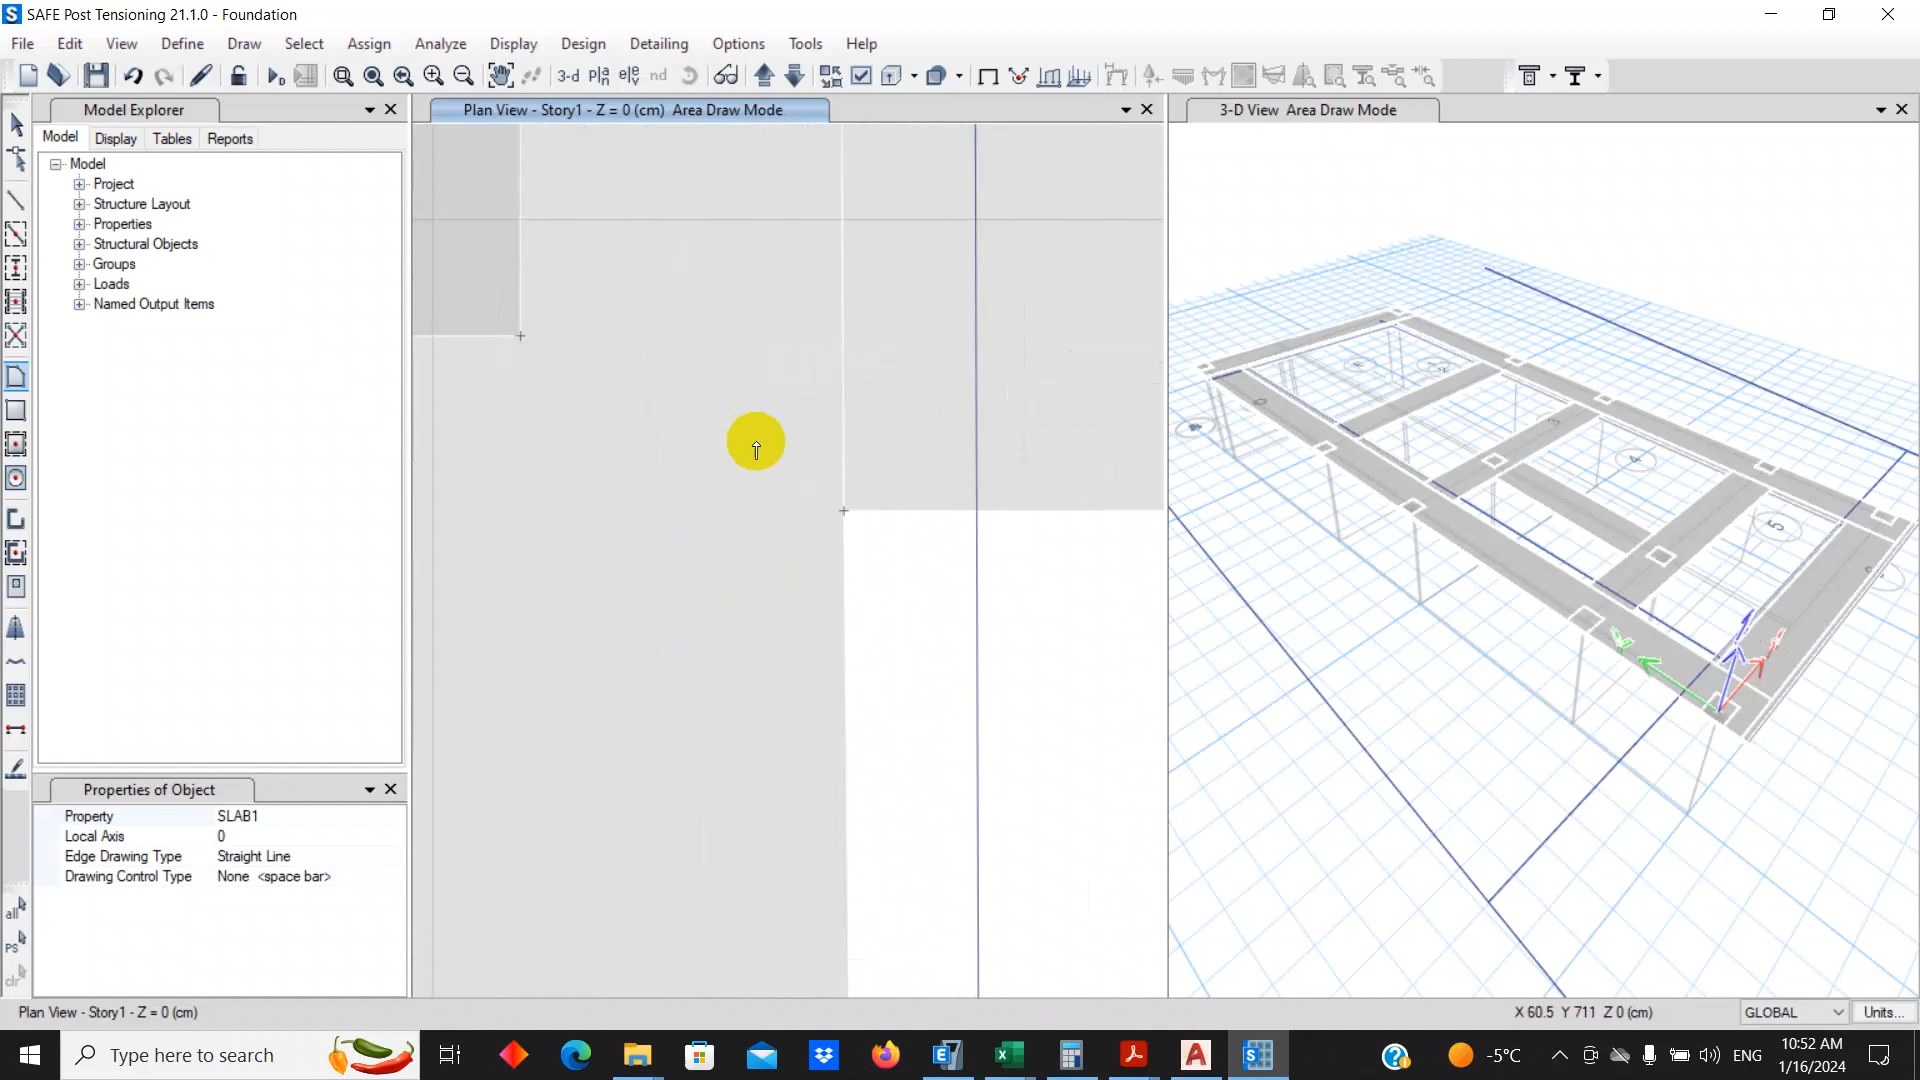 SAFE Post Tensioning 21.1.0 - Foundation
File Edit View Define Draw Select Assign Analyze Display Design Detailing Options Tools Help
3-d nd
Model Explorer
Plan View - Story1 - Z = 0 (cm) Area Draw Mode
3-D View Area Draw Mode
Model Display Tables Reports
Model
Project
Structure Layout
Properties
Structural Objects
Groups
Loads
Named Output Items
4
5
Properties of Object
Property SLAB1
Local Axis 0
Edge Drawing Type Straight Line
Drawing Control Type None <space bar>
all
PS
clr
Plan View - Story1 - Z = 0 (cm)
X 60.5 Y 711 Z 0 (cm)
GLOBAL
Units...
Type here to search
-5°C
ENG
10:52 AM
1/16/2024